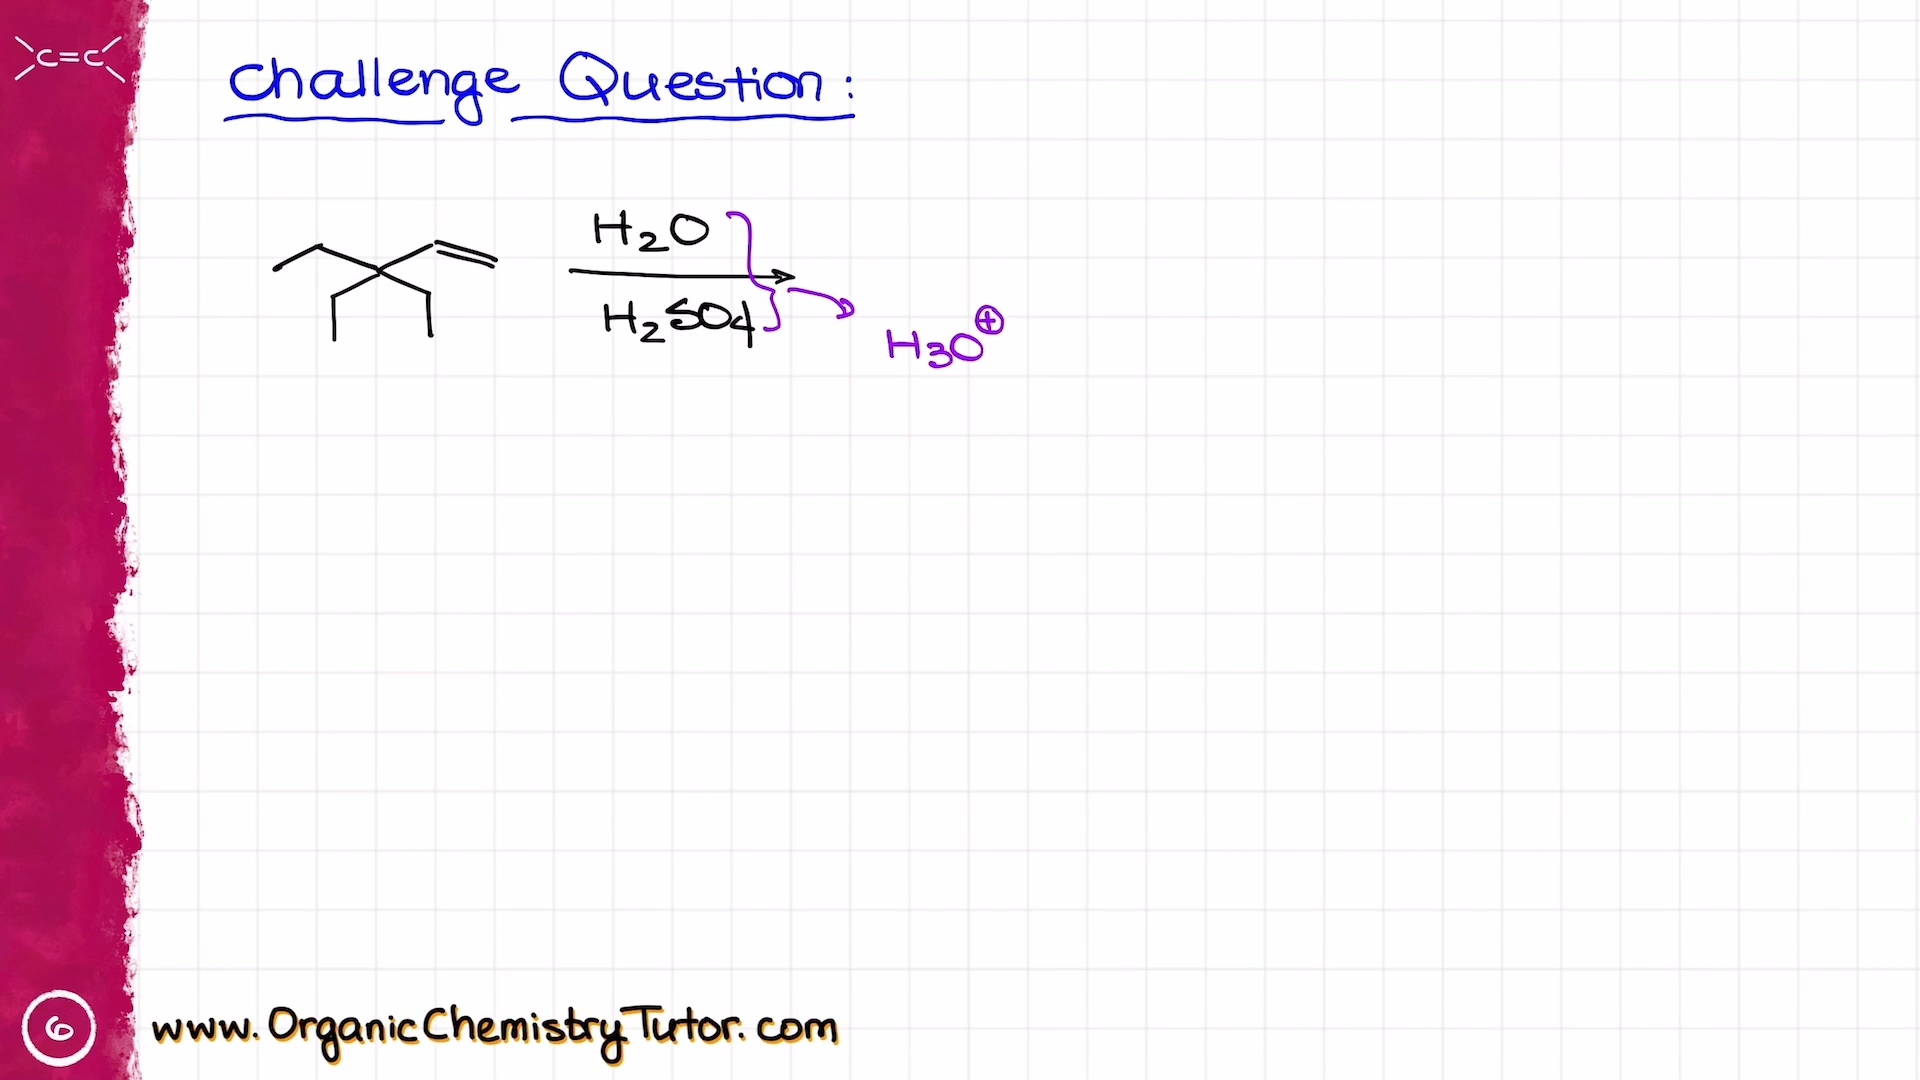 C=C
Challenge Question:
H₂O
H₂SO₄
H₃O⊕
6
www.OrganicChemistryTutor.com